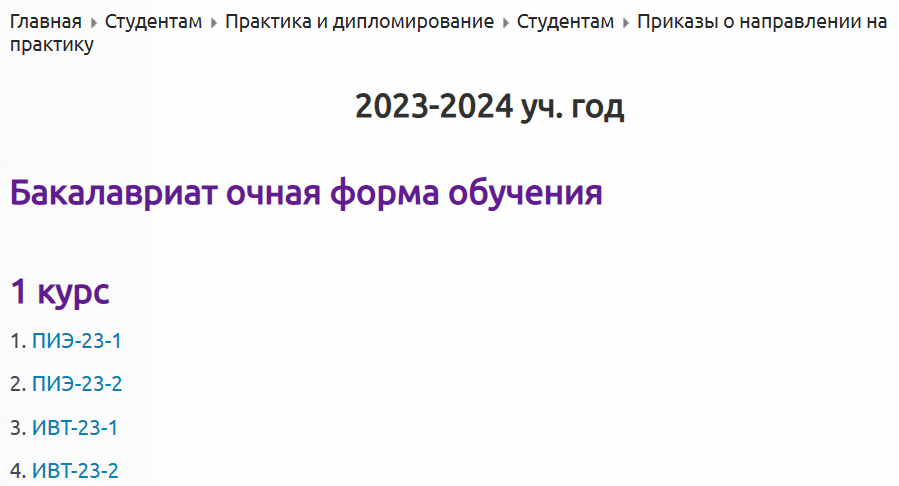 Главная ▸ Студентам ▸ Практика и дипломирование ▸ Студентам ▸ Приказы о направлении на
практику
2023-2024 уч. год
Бакалавриат очная форма обучения
1 курс
1. ПИЭ-23-1
2. ПИЭ-23-2
3. ИВТ-23-1
4. ИВТ-23-2